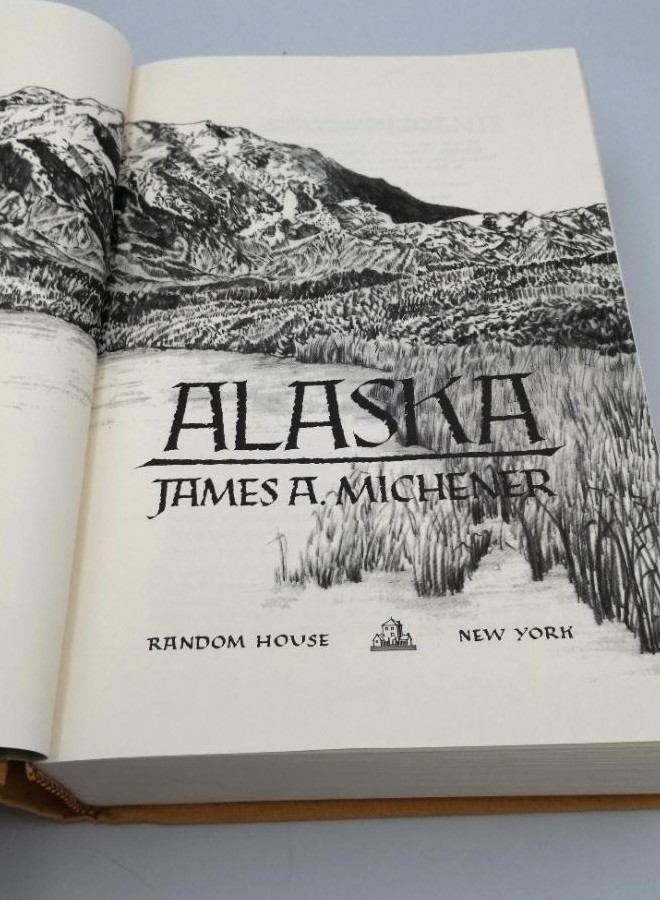 ALASKA
JAMES A. MICHENER
RANDOM HOUSE NEW YORK